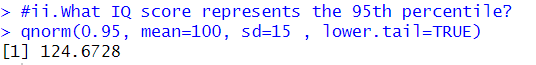 > #ii.What IQ score represents the 95th percentile?
> qnorm(0.95, mean=100, sd=15 , lower.tail=TRUE)
[1] 124.6728